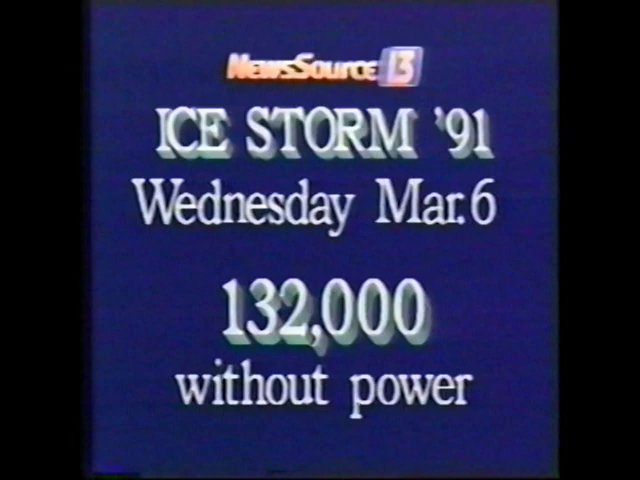 NewsSource 13
ICE STORM '91
Wednesday Mar. 6
132,000
without power